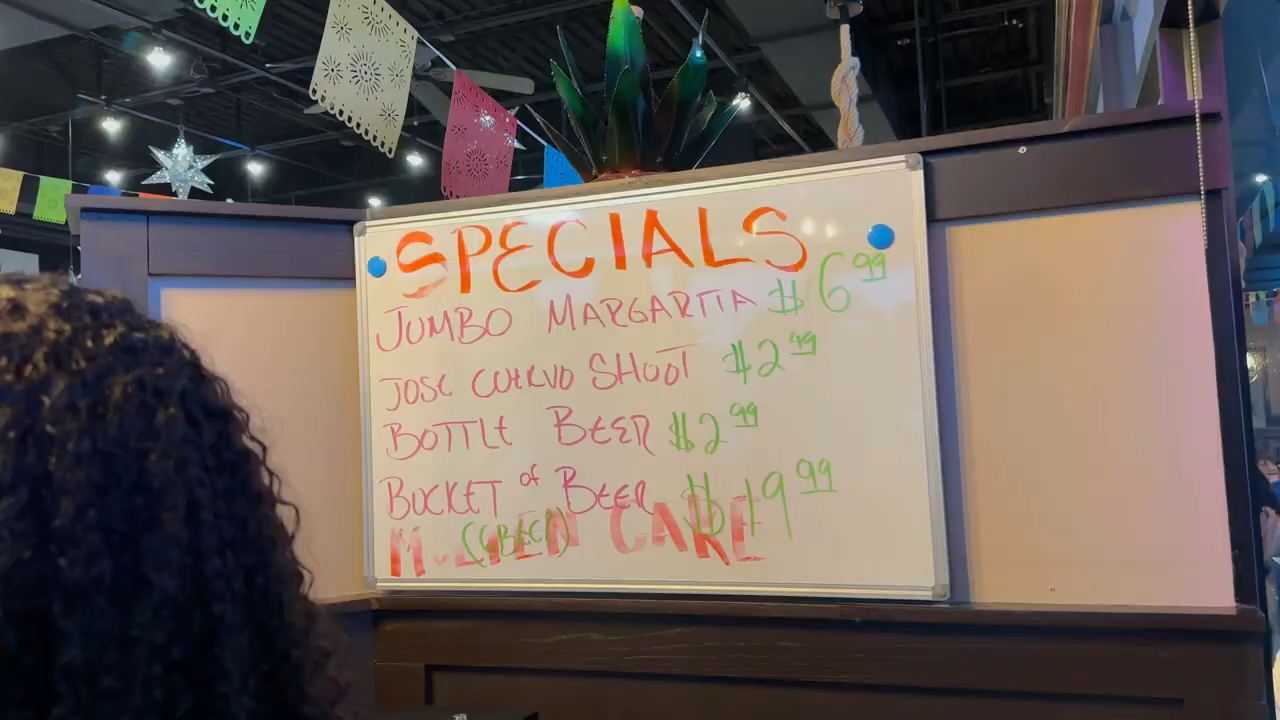 SPECIALS
JUMBO MARGARTIA $6.99
JOSE CUERVO SHOOT $2.99
BOTTLE BEER $2.99
BUCKET of BEER $19.99
CAKE